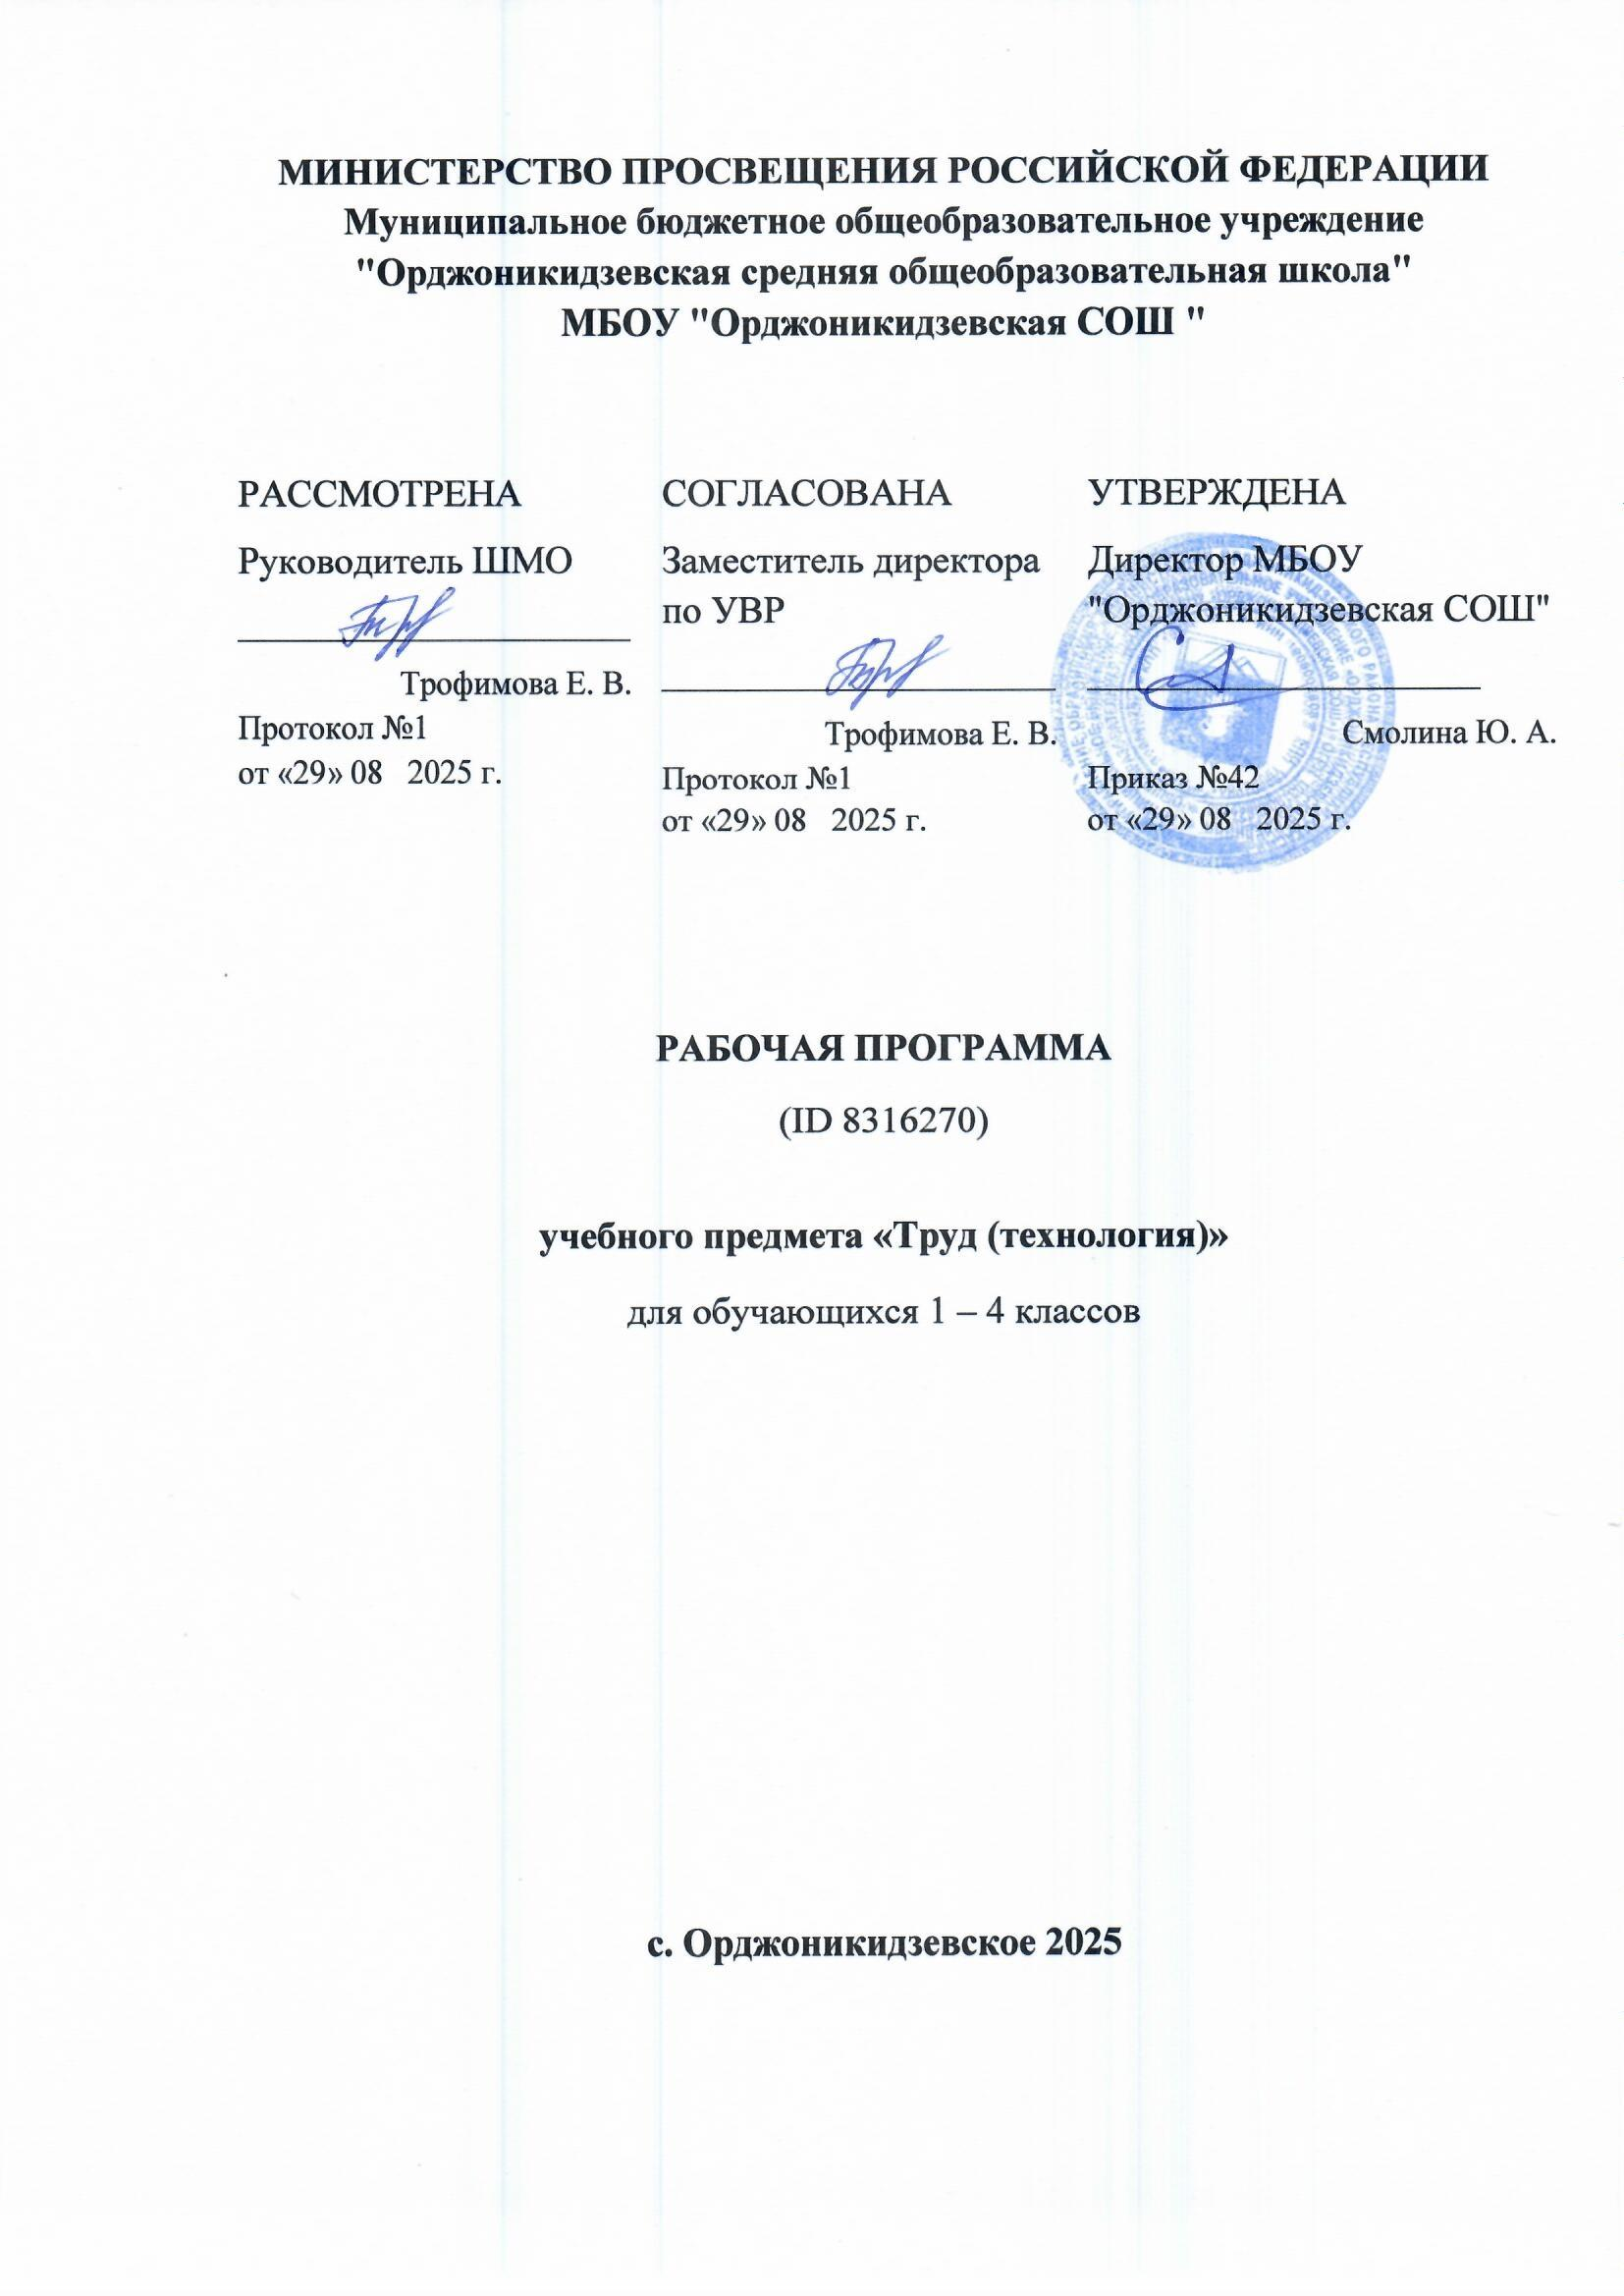 МИНИСТЕРСТВО ПРОСВЕЩЕНИЯ РОССИЙСКОЙ ФЕДЕРАЦИИ
Муниципальное бюджетное общеобразовательное учреждение
"Орджоникидзевская средняя общеобразовательная школа"
МБОУ "Орджоникидзевская СОШ "
РАССМОТРЕНА
Руководитель ШМО
Трофимова Е. В.
Протокол №1
от «29» 08 2025 г.
СОГЛАСОВАНА
Заместитель директора
по УВР
Трофимова Е. В.
Протокол №1
от «29» 08 2025 г.
УТВЕРЖДЕНА
Директор МБОУ
"Орджоникидзевская СОШ"
Смолина Ю. А.
Приказ №42
от «29» 08 2025 г.
РАБОЧАЯ ПРОГРАММА
(ID 8316270)
учебного предмета «Труд (технология)»
для обучающихся 1 – 4 классов
с. Орджоникидзевское 2025